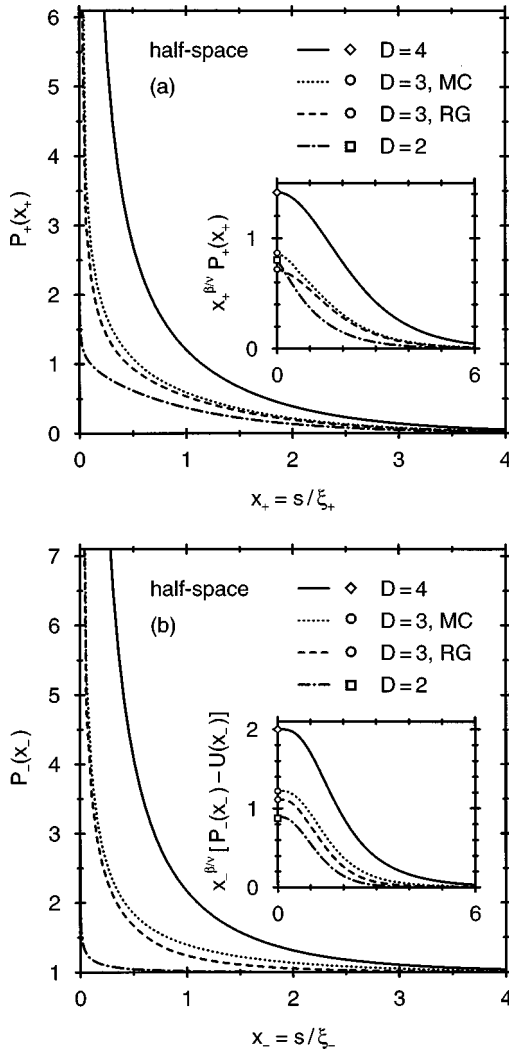 half-space
(a)
D = 4
D = 3, MC
D = 3, RG
D = 2
P₊(x₊)
6
5
4
3
2
1
0
0 1 2 3 4
x₊ = s / ξ₊
x₊^β/ν P₊(x₊)
1
0
0 6
half-space
(b)
D = 4
D = 3, MC
D = 3, RG
D = 2
P₋(x₋)
7
6
5
4
3
2
1
0 1 2 3 4
x₋ = s / ξ₋
x₋^β/ν [ P₋(x₋) – U(x₋)]
2
1
0
0 6